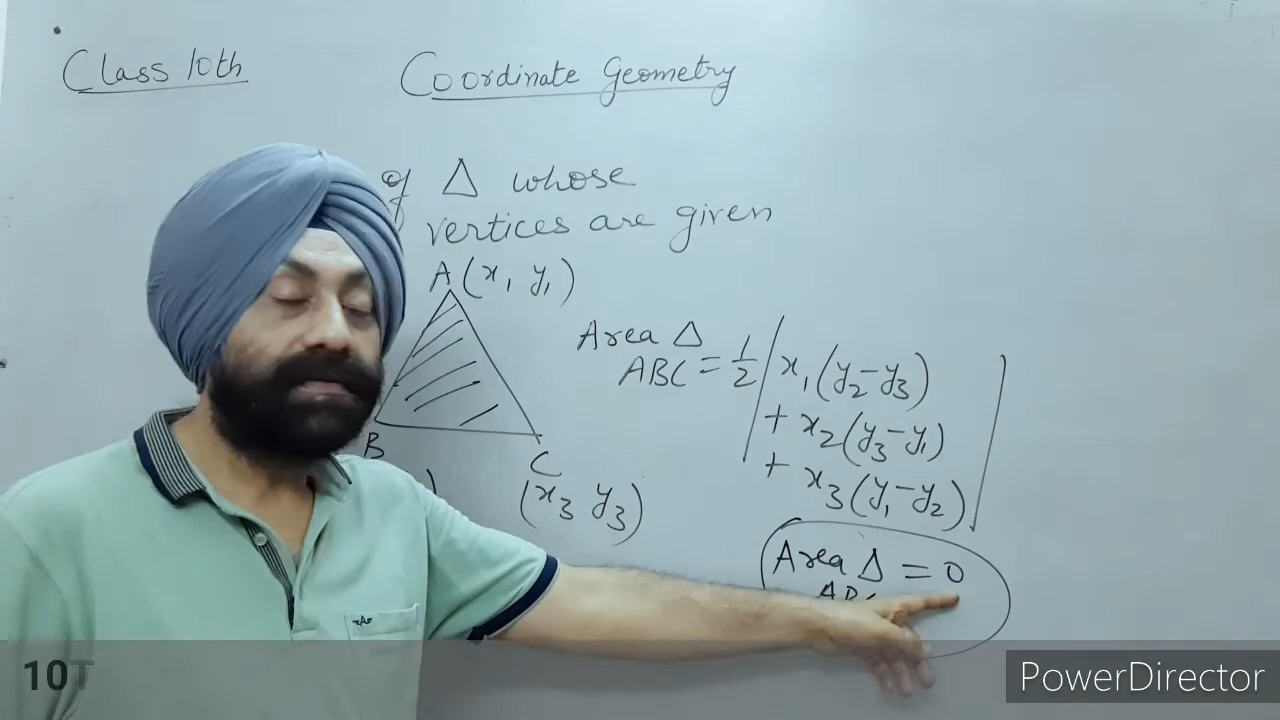 Class 10th
Coordinate Geometry
of Δ whose
vertices are given
A(x₁, y₁)
Area Δ
ABC = 1/2 | x₁(y₂-y₃)
+ x₂(y₃-y₁)
+ x₃(y₁-y₂) |
B
C
(x₃ y₃)
Area Δ = 0
ABC
10T
PowerDirector